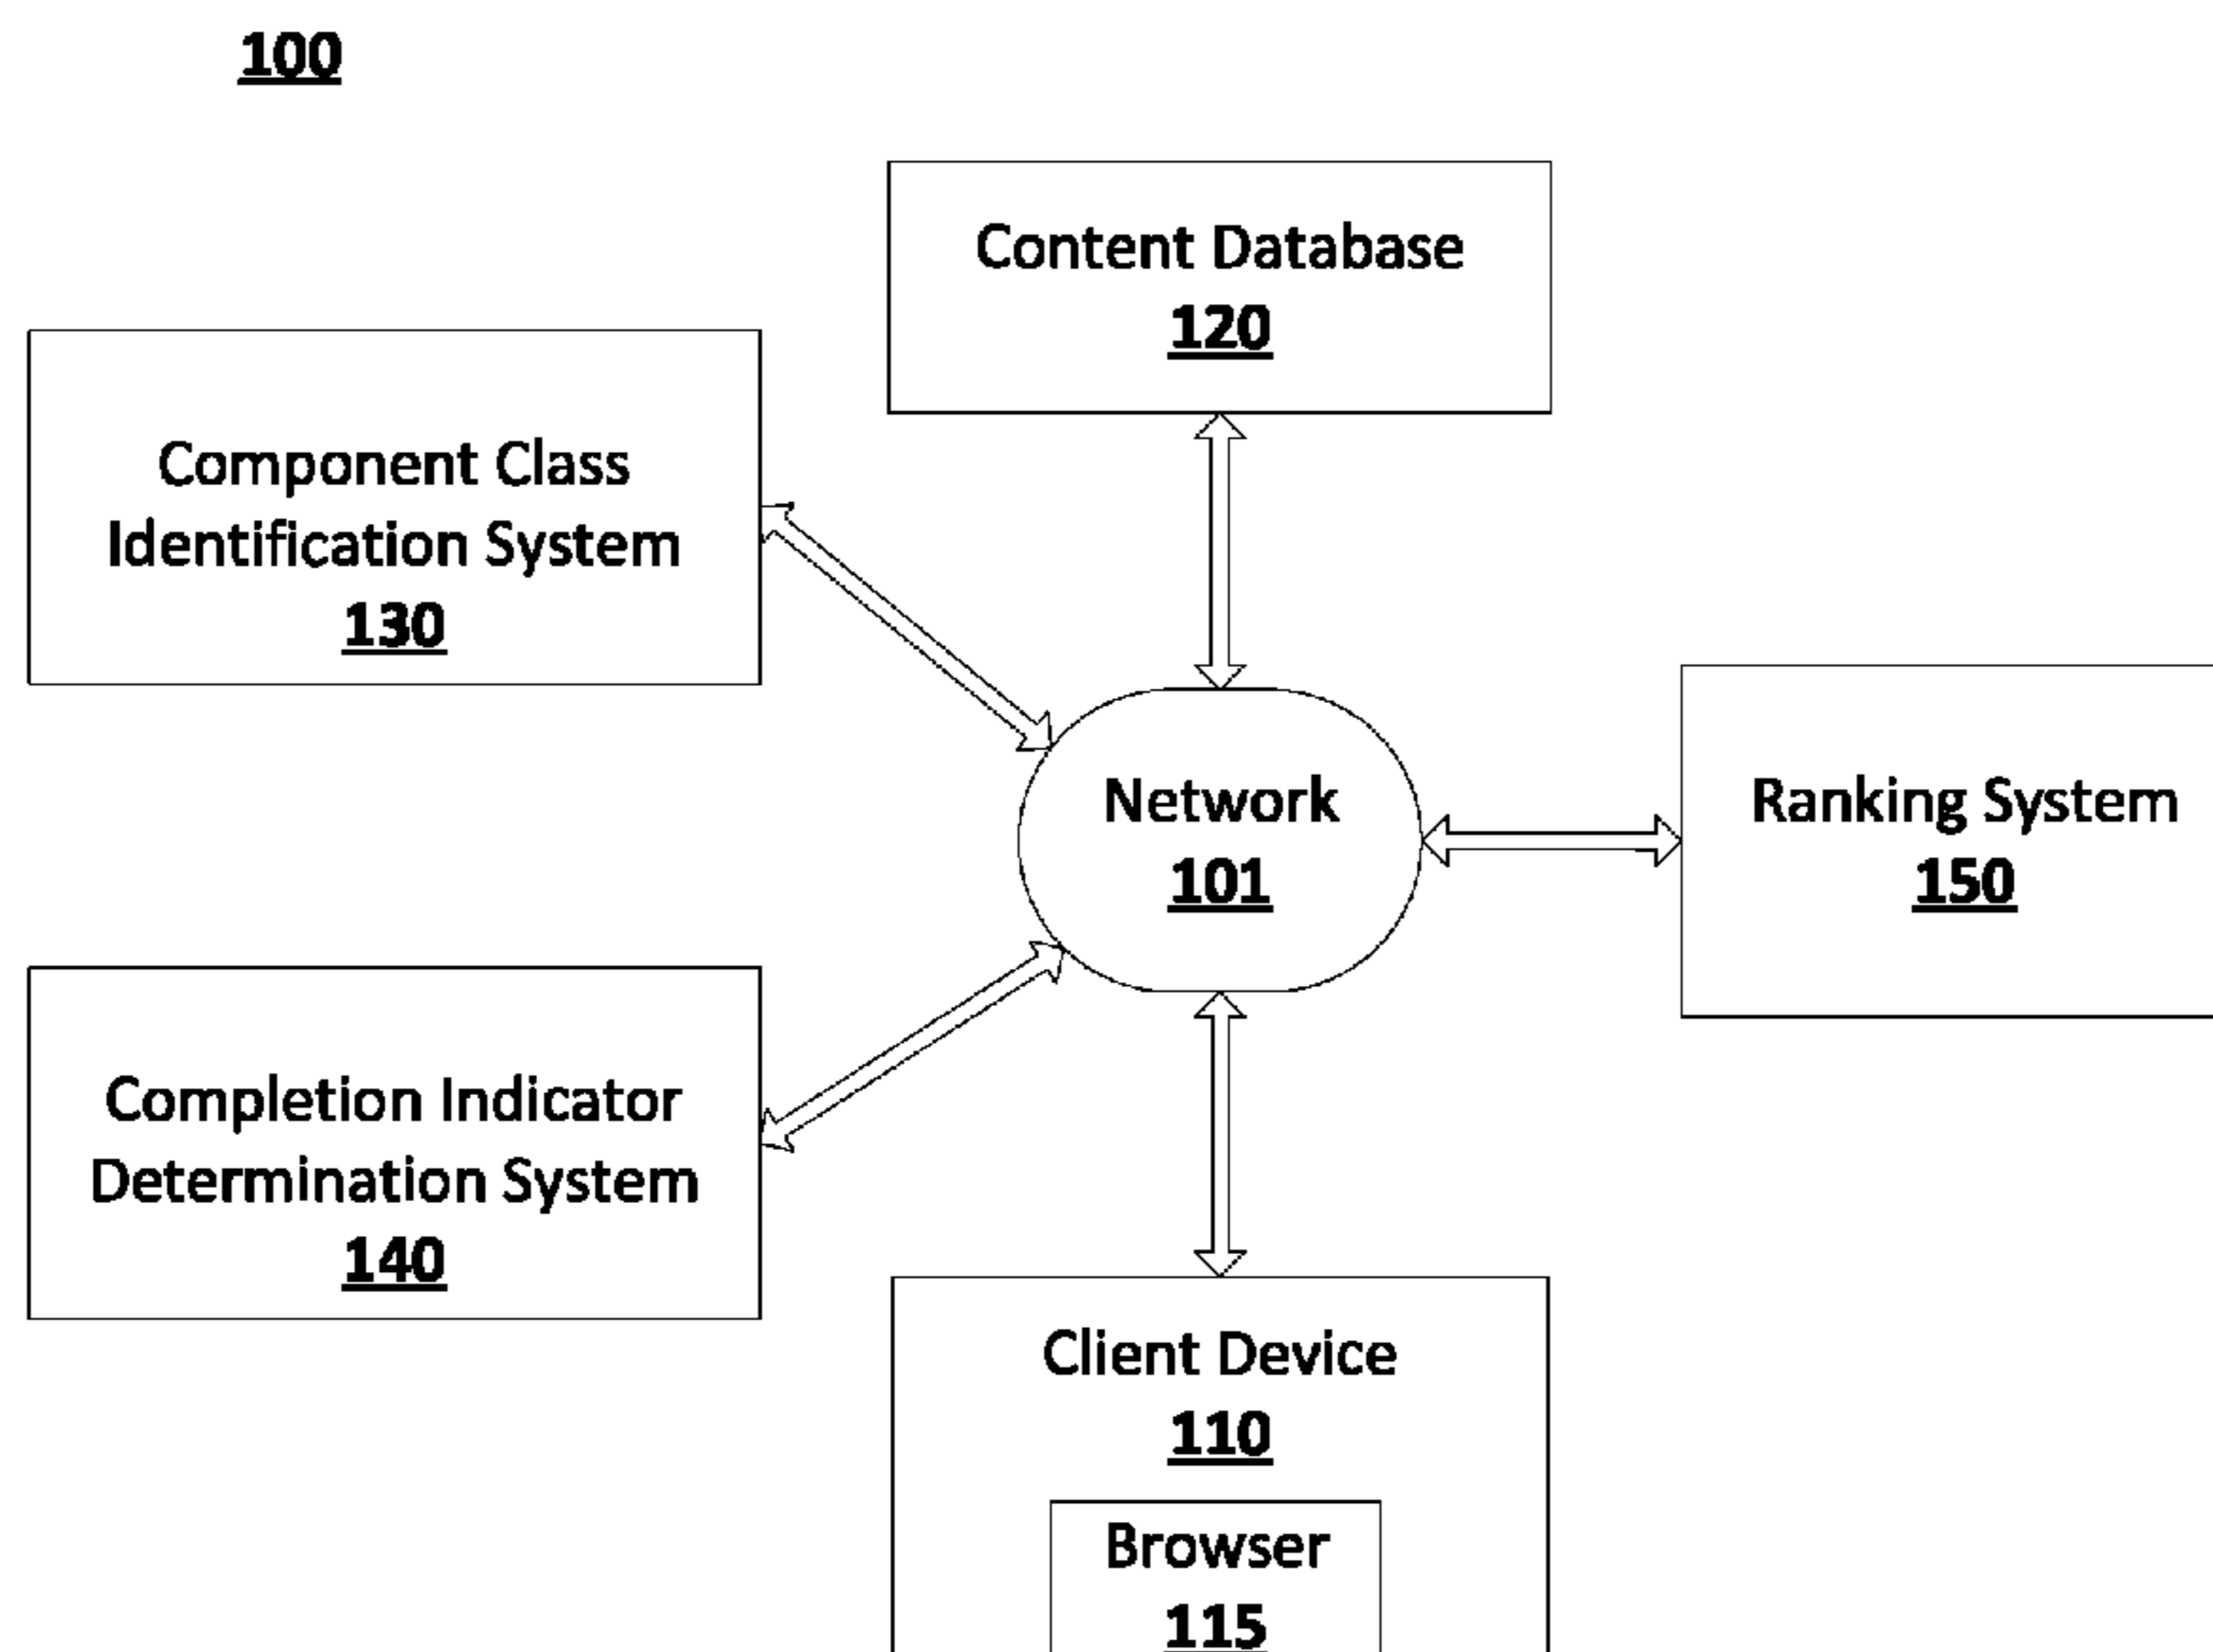 100
Content Database
120
Component Class
Identification System
130
Network
101
Ranking System
150
Completion Indicator
Determination System
140
Client Device
110
Browser
115